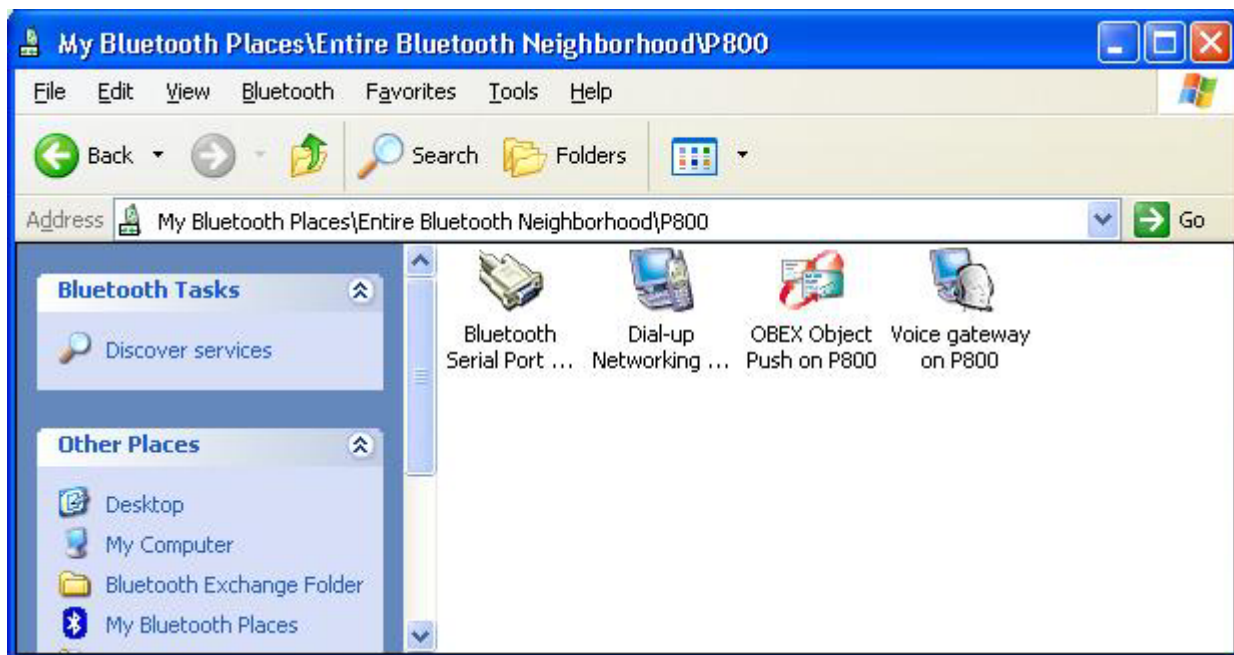 My Bluetooth Places\Entire Bluetooth Neighborhood\P800
File Edit View Bluetooth Favorites Tools Help
Back Search Folders
Address My Bluetooth Places\Entire Bluetooth Neighborhood\P800 Go
Bluetooth Tasks
Discover services
Other Places
Desktop
My Computer
Bluetooth Exchange Folder
My Bluetooth Places
Bluetooth
Serial Port ...
Dial-up
Networking ...
OBEX Object
Push on P800
Voice gateway
on P800